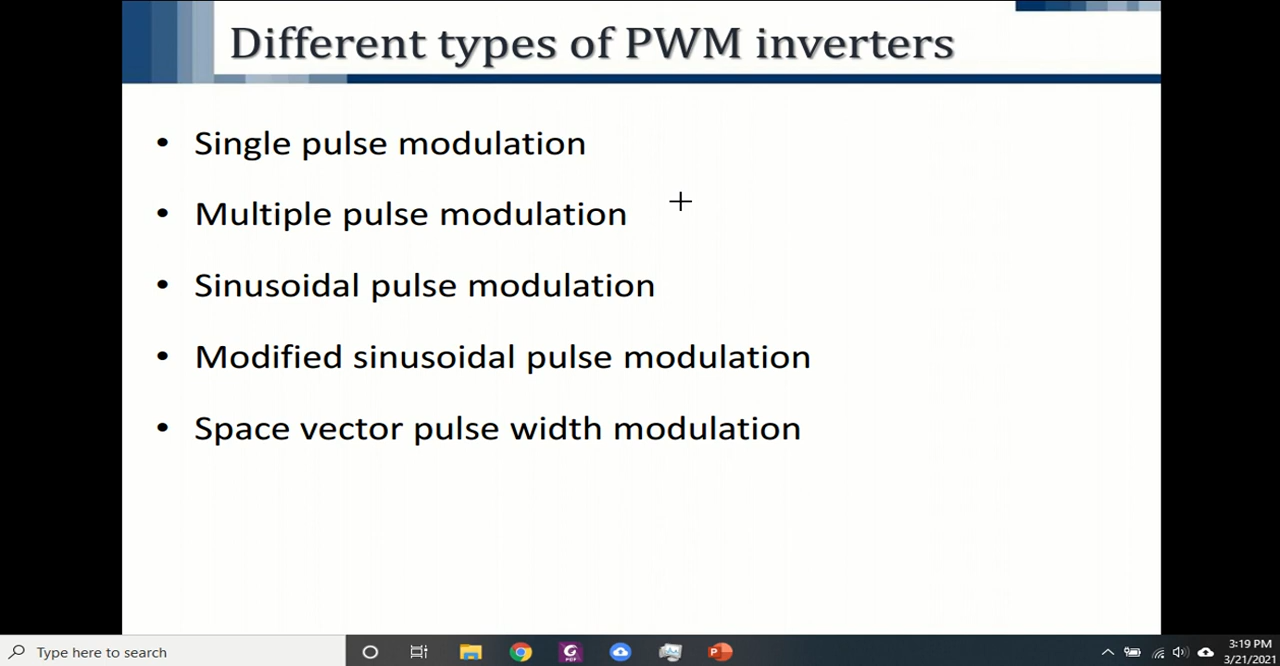 Different types of PWM inverters
• Single pulse modulation
• Multiple pulse modulation
• Sinusoidal pulse modulation
• Modified sinusoidal pulse modulation
• Space vector pulse width modulation
Type here to search
3:19 PM
3/21/2021